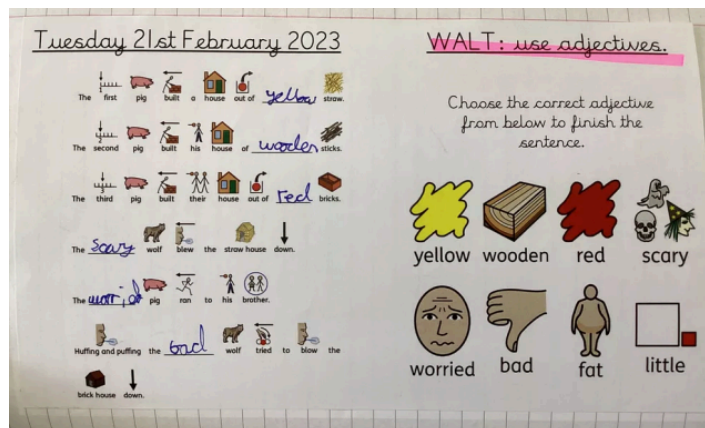 Tuesday 21st February 2023
The first pig built a house out of yellow straw.
The second pig built his house of wooden sticks.
The third pig built their house out of red bricks.
The scary wolf blew the straw house down.
The worrid pig ran to his brother.
Huffing and puffing the bad wolf tried to blow the
brick house down.
WALT: use adjectives.
Choose the correct adjective
from below to finish the
sentence.
yellow wooden red scary
worried bad fat little